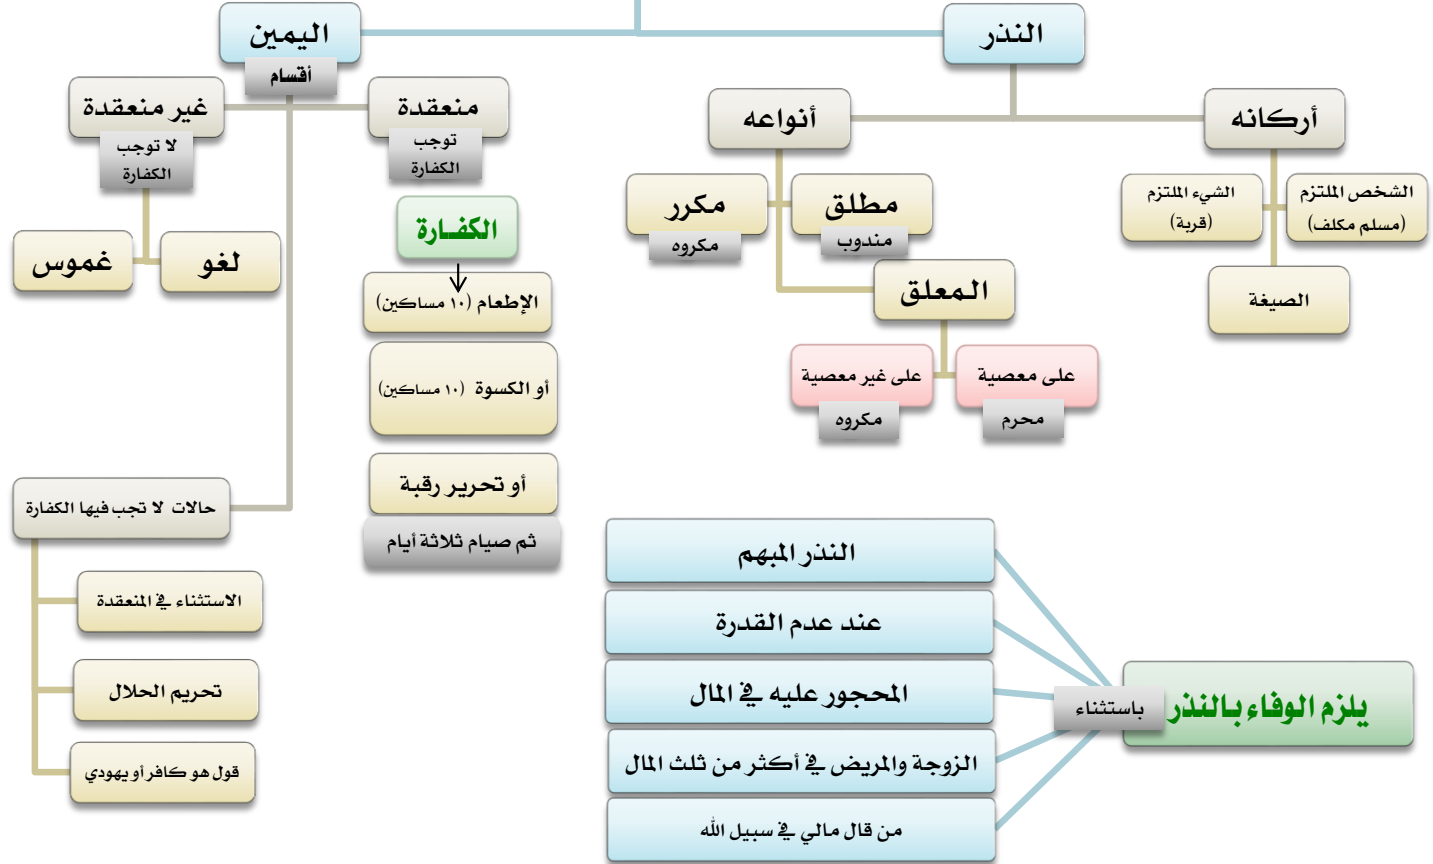 النذر
أركانه
الشخص الملتزم
(مسلم مكلف)
الشيء الملتزم
(قربة)
الصيغة
أنواعه
مطلق
مندوب
مكرر
مكروه
المعلق
على معصية
محرم
على غير معصية
مكروه
اليمين
أقسام
منعقدة
توجب
الكفارة
غير منعقدة
لا توجب
الكفارة
لغو
غموس
الكفــارة
الإطعام (١٠ مساكين)
أو الكسوة (١٠ مساكين)
أو تحرير رقبة
ثم صيام ثلاثة أيام
حالات لا تجب فيها الكفارة
الاستثناء في المنعقدة
تحريم الحلال
قول هو كافر أو يهودي
يلزم الوفاء بالنذر
باستثناء
النذر المبهم
عند عدم القدرة
المحجور عليه في المال
الزوجة والمريض في أكثر من ثلث المال
من قال مالي في سبيل الله